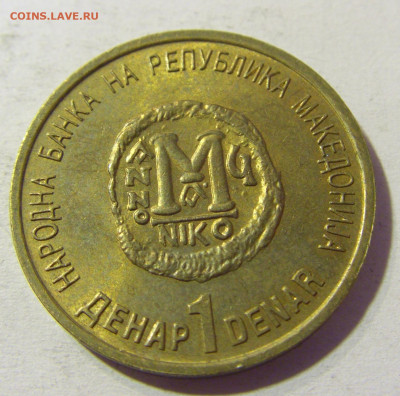 COINS.LAVE.RU
НАРОДНА БАНКА НА РЕПУБЛИКА МАКЕДОНИЈА
ANNO
M
NIKO
ДЕНАР 1 DENAR